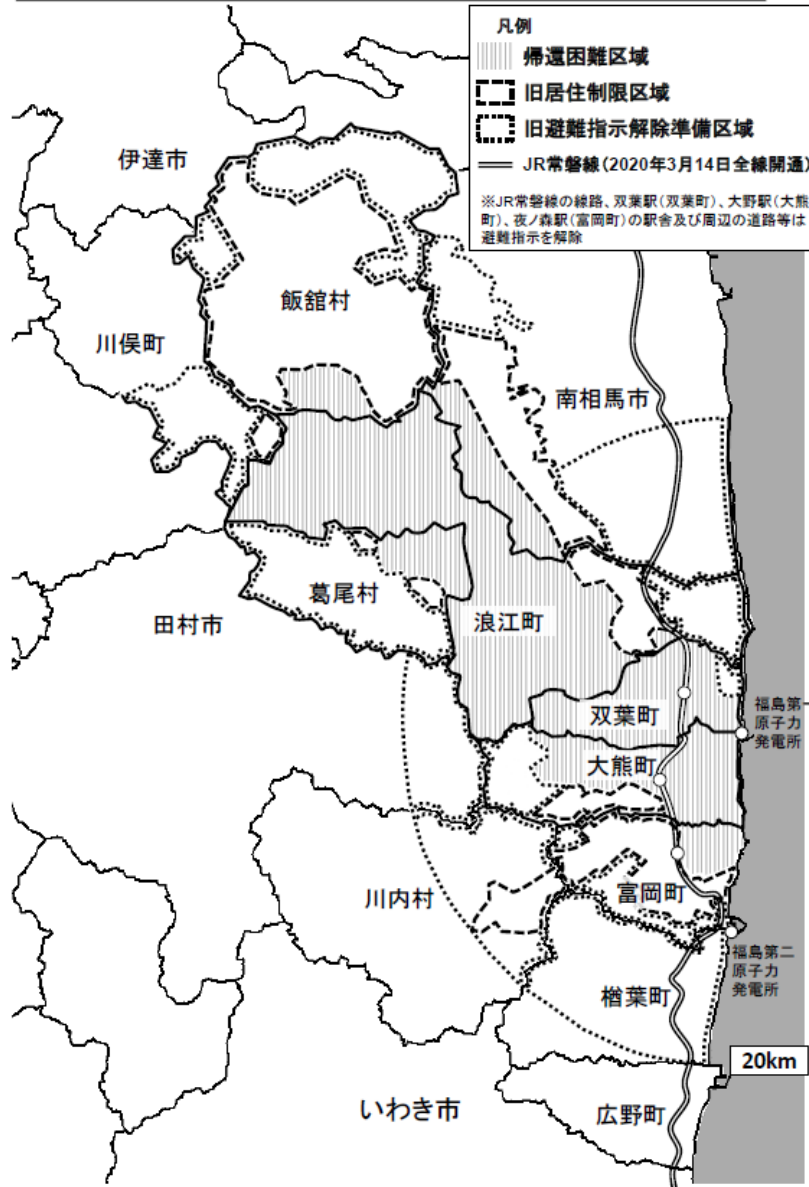 凡例
帰還困難区域
旧居住制限区域
旧避難指示解除準備区域
JR常磐線(2020年3月14日全線開通)
※JR常磐線の線路、双葉駅(双葉町)、大野駅(大熊
町)、夜ノ森駅(富岡町)の駅舎及び周辺の道路等は
避難指示を解除
伊達市
飯舘村
川俣町
南相馬市
葛尾村
田村市
浪江町
双葉町
福島第一
原子力
発電所
大熊町
川内村
富岡町
福島第二
原子力
発電所
楢葉町
20km
いわき市
広野町